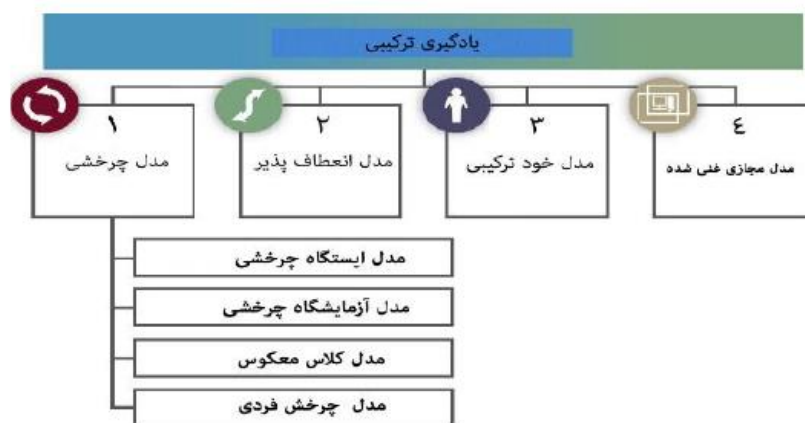 یادگیری ترکیبی
۱
مدل چرخشی
۲
مدل انعطاف پذیر
۳
مدل خود ترکیبی
٤
مدل مجازی غنی شده
مدل ایستگاه چرخشی
مدل آزمایشگاه چرخشی
مدل کلاس معکوس
مدل چرخش فردی